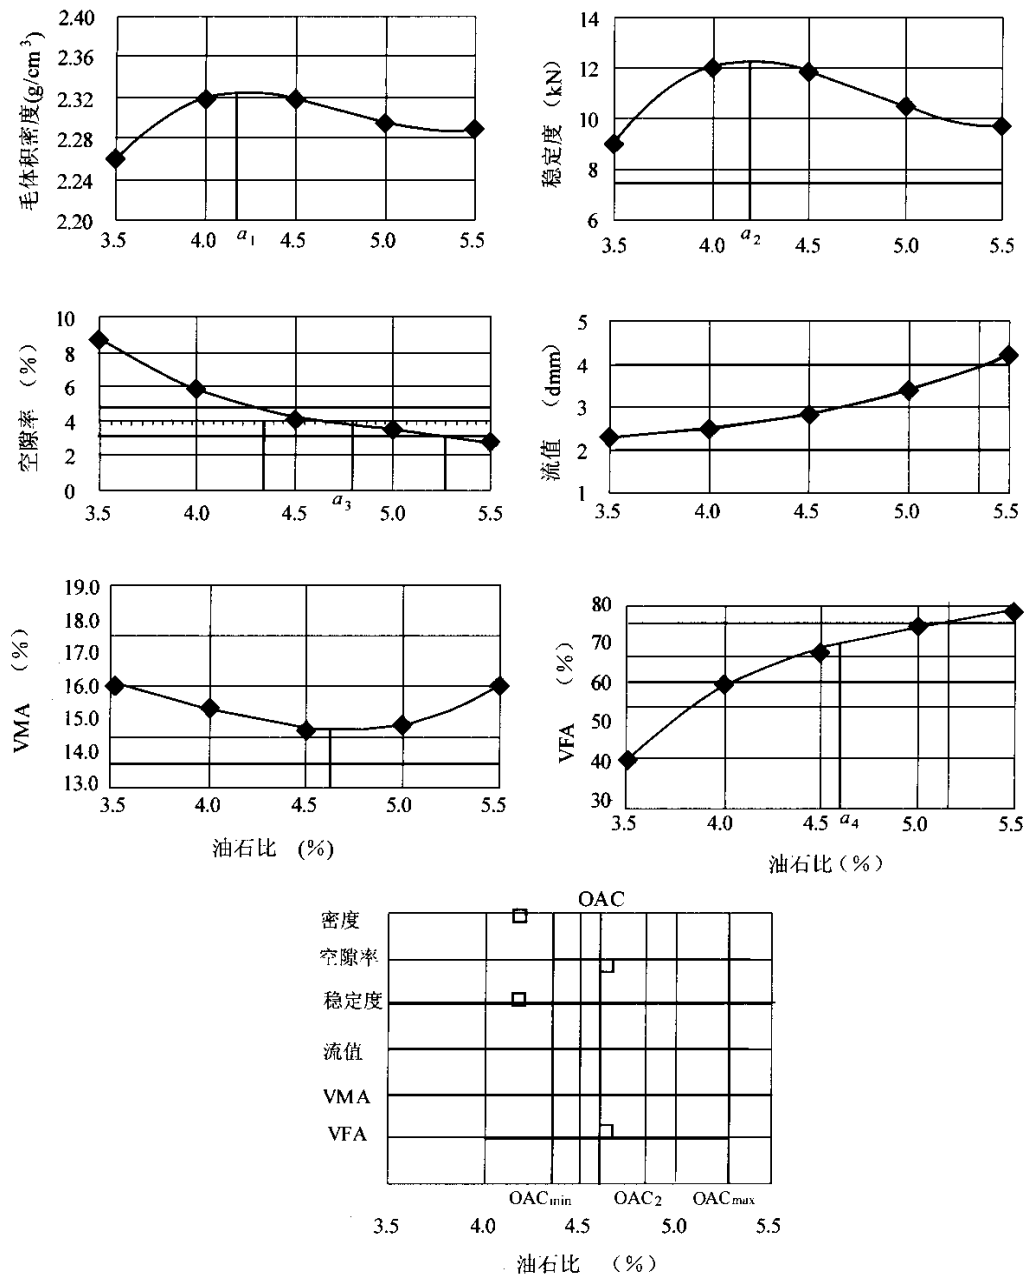 毛体积密度(g/cm³)
2.40
2.36
2.32
2.28
2.24
2.20
3.5 4.0 a₁ 4.5 5.0 5.5
稳定度 (kN)
14
12
10
8
6
3.5 4.0 a₂ 4.5 5.0 5.5
空隙率 (%)
10
8
6
4
2
0
3.5 4.0 4.5 a₃ 5.0 5.5
流值 (dmm)
5
4
3
2
1
3.5 4.0 4.5 5.0 5.5
VMA (%)
19.0
18.0
17.0
16.0
15.0
14.0
13.0
3.5 4.0 4.5 5.0 5.5
油石比 (%)
VFA (%)
80
70
60
50
40
30
3.5 4.0 4.5 a₄ 5.0 5.5
油石比(%)
OAC
密度
空隙率
稳定度
流值
VMA
VFA
OACmin OAC₂ OACmax
3.5 4.0 4.5 5.0 5.5
油石比 (%)